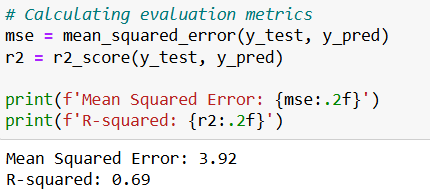 # Calculating evaluation metrics
mse = mean_squared_error(y_test, y_pred)
r2 = r2_score(y_test, y_pred)
print(f'Mean Squared Error: {mse:.2f}')
print(f'R-squared: {r2:.2f}')
Mean Squared Error: 3.92
R-squared: 0.69